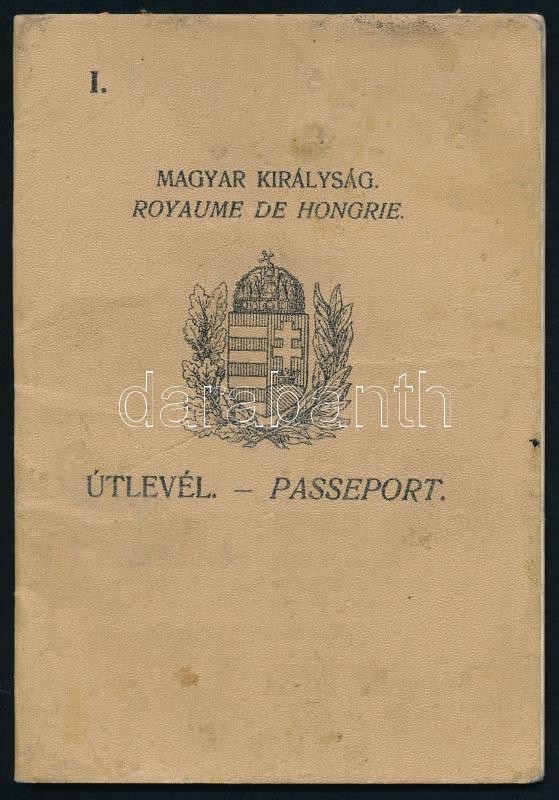 I.
MAGYAR KIRÁLYSÁG.
ROYAUME DE HONGRIE.
darabanth
ÚTLEVÉL. – PASSEPORT.